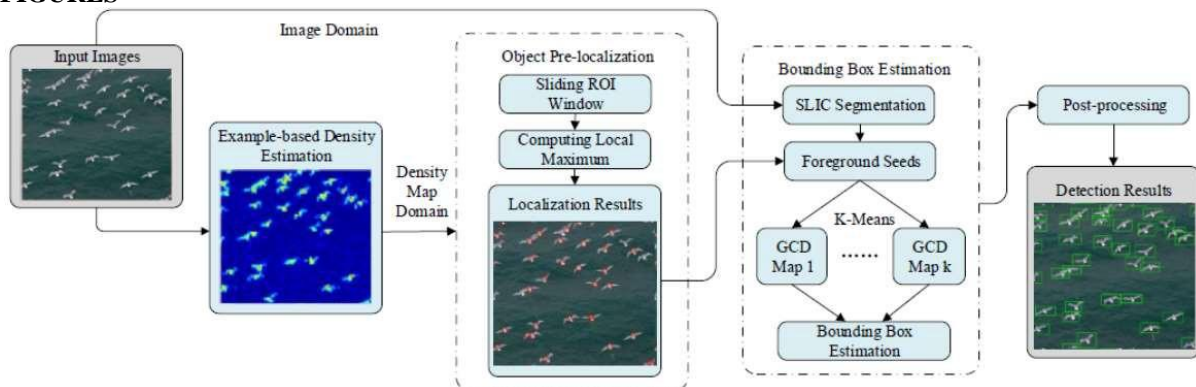 FIGURES
Input Images
Image Domain
Example-based Density
Estimation
Density
Map
Domain
Object Pre-localization
Sliding ROI
Window
Computing Local
Maximum
Localization Results
Bounding Box Estimation
SLIC Segmentation
Foreground Seeds
K-Means
GCD
Map 1
......
GCD
Map k
Bounding Box
Estimation
Post-processing
Detection Results